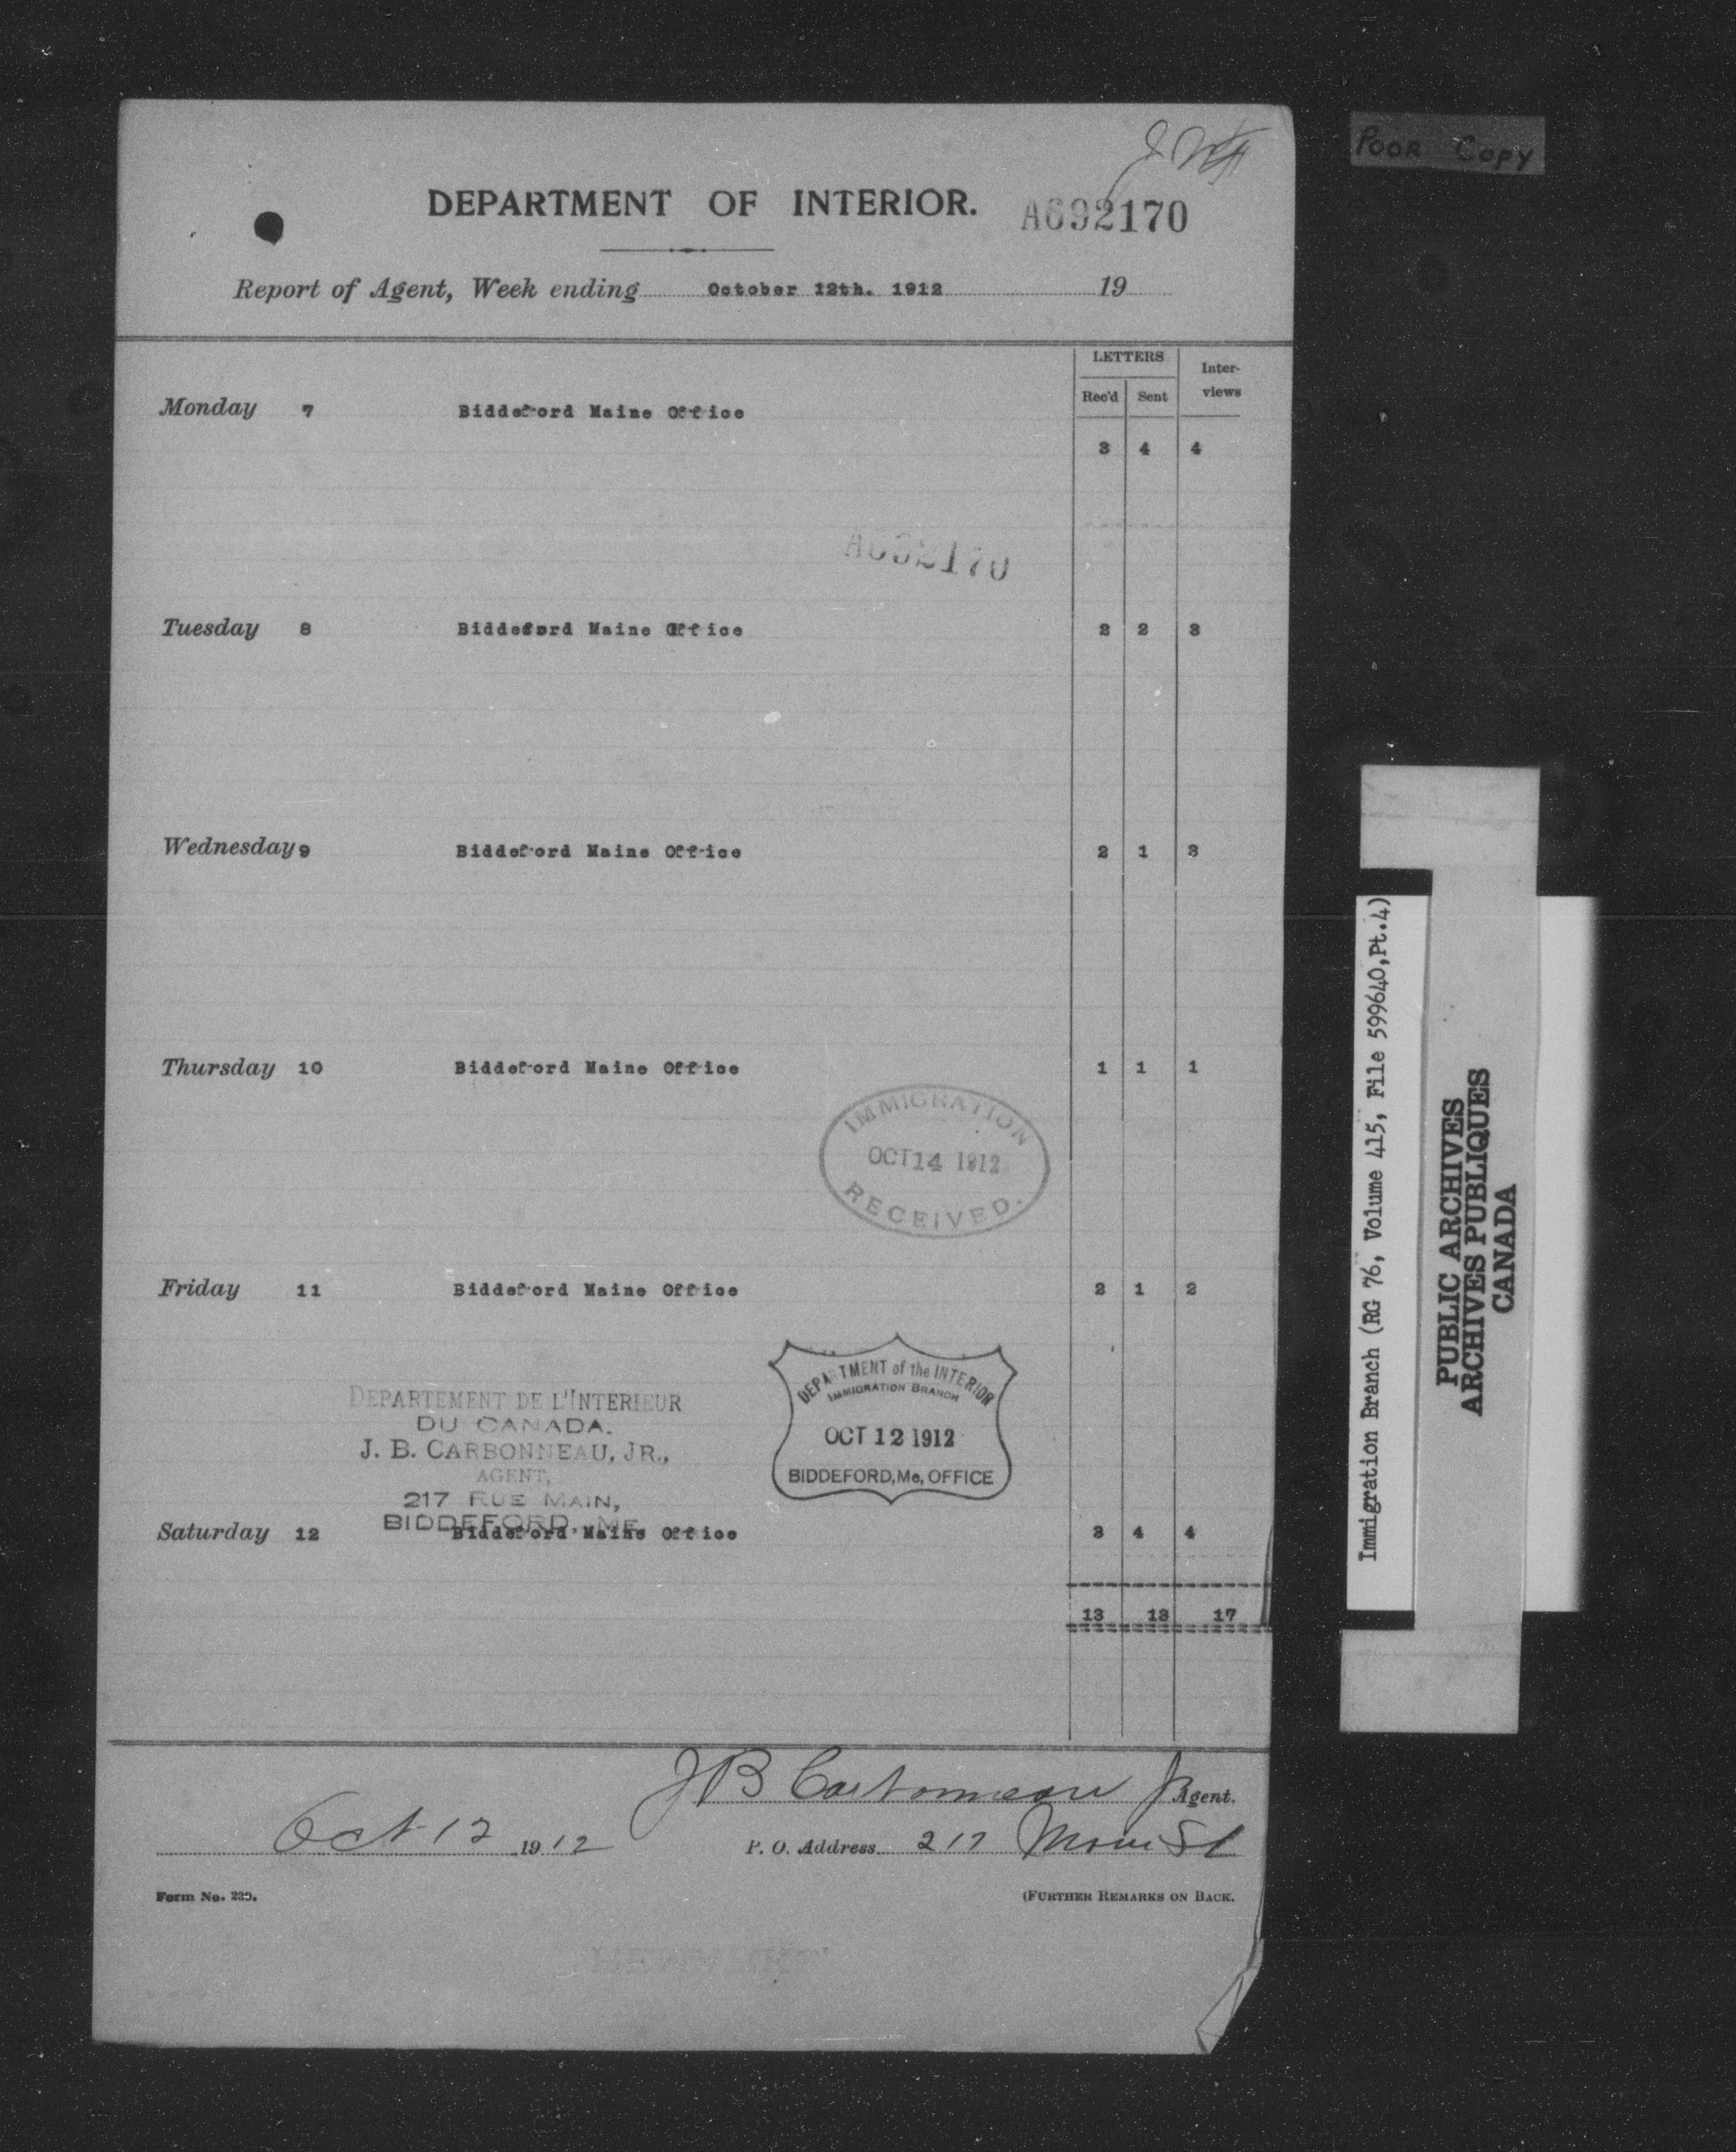 POOR COPY
DEPARTMENT OF INTERIOR.
A692170
Report of Agent, Week ending October 12th. 1912 19
LETTERS Inter-views
Rec'd Sent
Monday 7 Biddeford Maine Office
3 4 4
A692170
Tuesday 8 Biddeford Maine Office 2 2 3
Wednesday 9 Biddeford Maine Office 2 1 3
Thursday 10 Biddeford Maine Office 1 1 1
IMMIGRATION
OCT 14 1912
RECEIVED.
Friday 11 Biddeford Maine Office 2 1 2
DEPARTMENT of the INTERIOR
IMMIGRATION BRANCH
OCT 12 1912
BIDDEFORD, Me, OFFICE
DEPARTEMENT DE L'INTERIEUR
DU CANADA.
J. B. CARBONNEAU, JR.,
AGENT,
217 RUE MAIN,
BIDDEFORD, ME
Saturday 12 Biddeford Maine Office 3 4 4
13 13 17
J B Carbonneau Jr Agent.
Oct 12 1912 P. O. Address 217 Main St
Form No. 220.
(FURTHER REMARKS ON BACK.
Immigration Branch (RG 76, Volume 415, File 599640,Pt.4)
PUBLIC ARCHIVES
ARCHIVES PUBLIQUES
CANADA